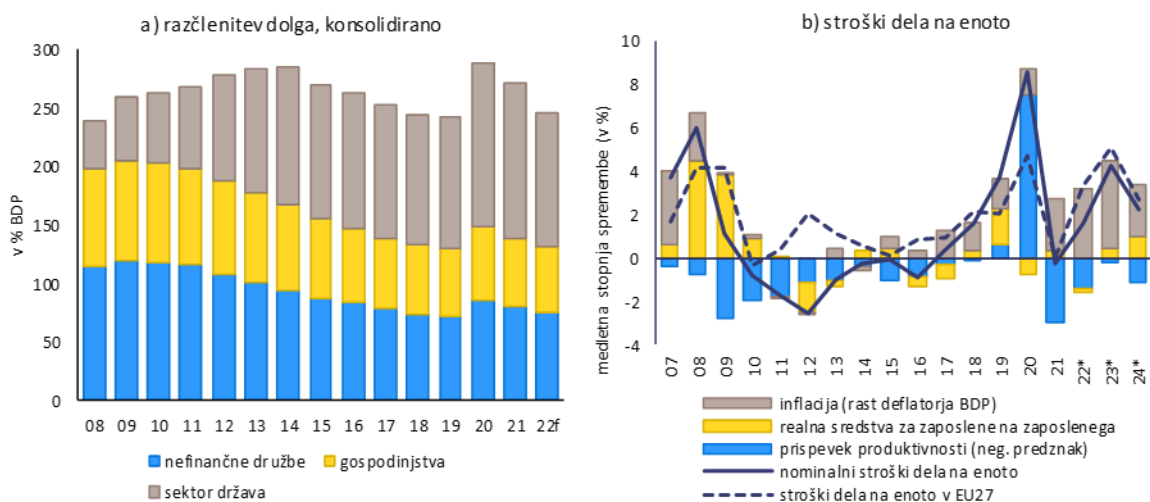 a) razčlenitev dolga, konsolidirano
v % BDP
300
250
200
150
100
50
0
08 09 10 11 12 13 14 15 16 17 18 19 20 21 22f
nefinančne družbe
gospodinjstva
sektor država
b) stroški dela na enoto
medletna stopnja spremembe (v %)
10
8
6
4
2
0
-2
-4
07 08 09 10 11 12 13 14 15 16 17 18 19 20 21 22* 23* 24*
inflacija (rast deflatorja BDP)
realna sredstva za zaposlene na zaposlenega
prispevek produktivnosti (neg. predznak)
nominalni stroški dela na enoto
stroški dela na enoto v EU27